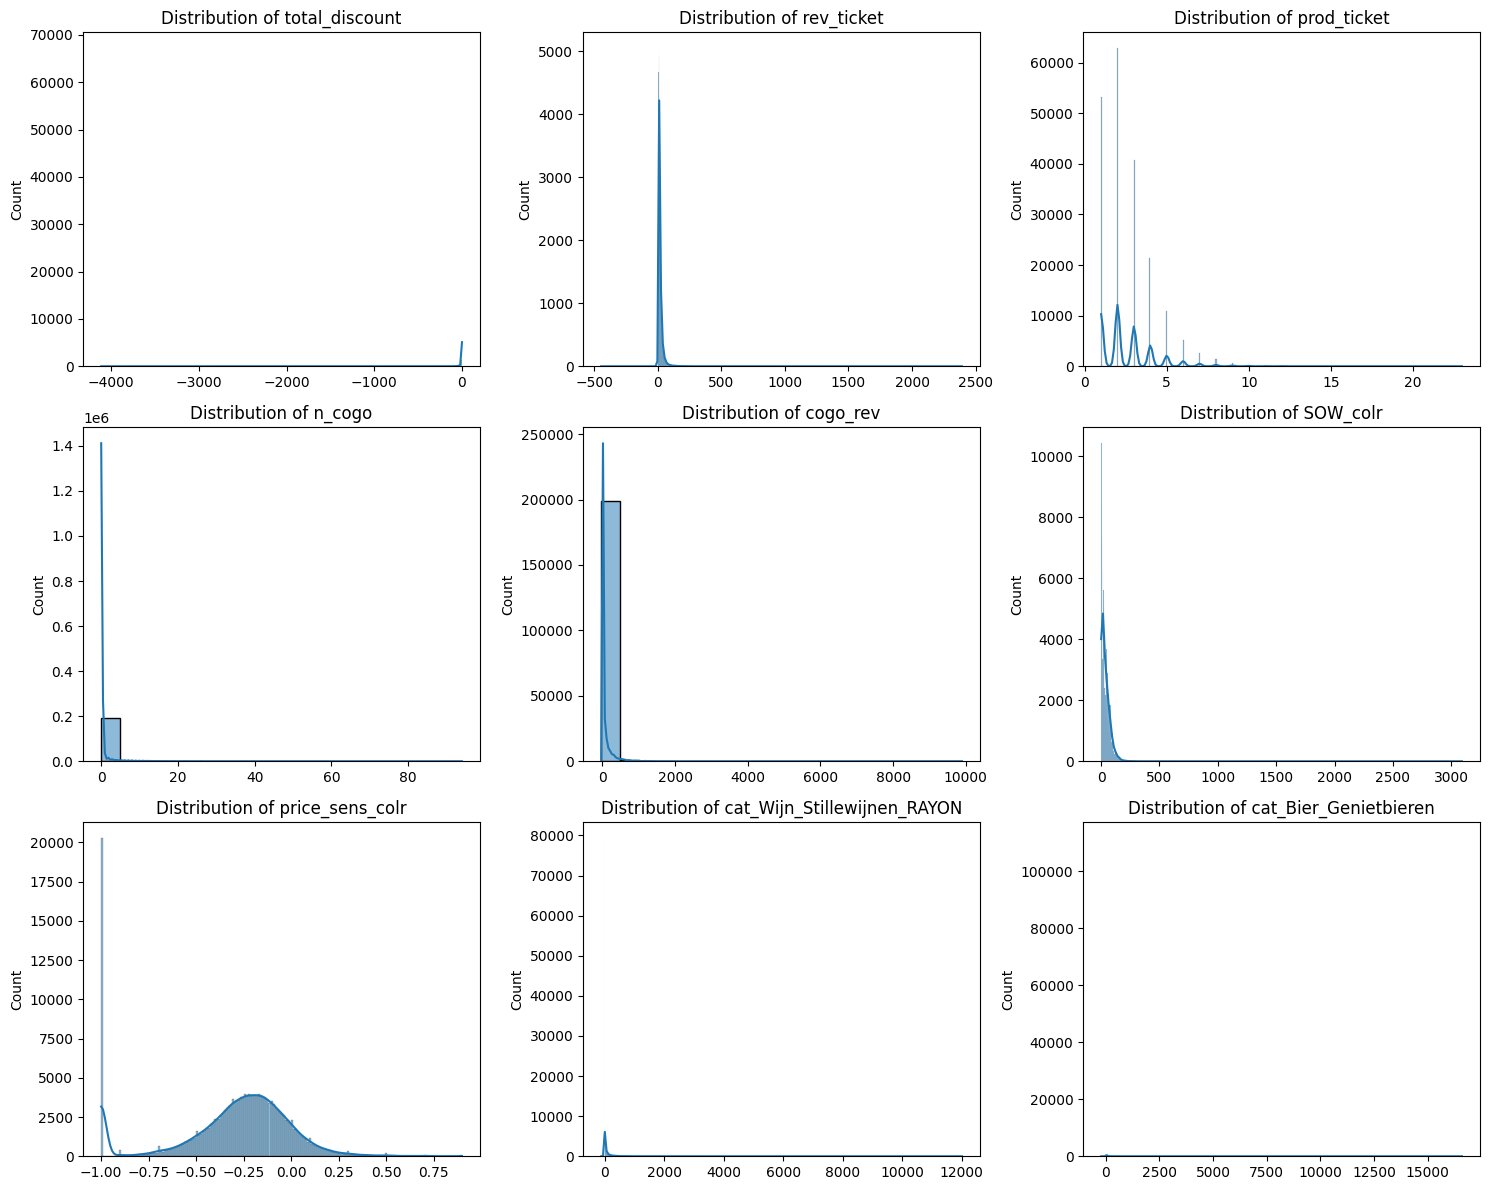 Distribution of total_discount
70000
60000
50000
40000
30000
20000
10000
0
Count
−4000 −3000 −2000 −1000 0
Distribution of rev_ticket
5000
4000
3000
2000
1000
0
Count
−500 0 500 1000 1500 2000 2500
Distribution of prod_ticket
60000
50000
40000
30000
20000
10000
0
Count
0 5 10 15 20
Distribution of n_cogo
1e6
1.4
1.2
1.0
0.8
0.6
0.4
0.2
0.0
Count
0 20 40 60 80
Distribution of cogo_rev
250000
200000
150000
100000
50000
0
Count
0 2000 4000 6000 8000 10000
Distribution of SOW_colr
10000
8000
6000
4000
2000
0
Count
0 500 1000 1500 2000 2500 3000
Distribution of price_sens_colr
20000
17500
15000
12500
10000
7500
5000
2500
0
Count
−1.00 −0.75 −0.50 −0.25 0.00 0.25 0.50 0.75
Distribution of cat_Wijn_Stillewijnen_RAYON
80000
70000
60000
50000
40000
30000
20000
10000
0
Count
0 2000 4000 6000 8000 10000 12000
Distribution of cat_Bier_Genietbieren
100000
80000
60000
40000
20000
0
Count
0 2500 5000 7500 10000 12500 15000